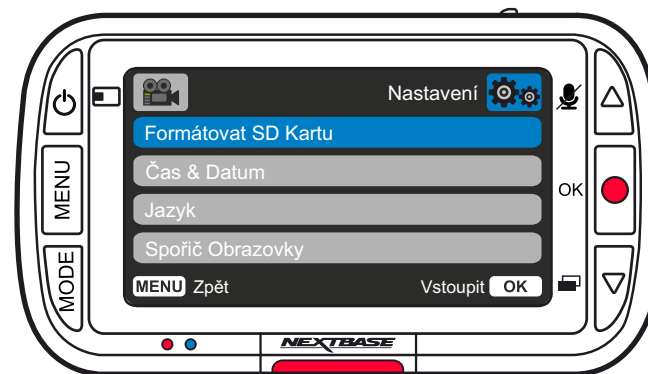 Nastavení
Formátovat SD Kartu
Čas & Datum
Jazyk
Spořič Obrazovky
MENU Zpět
Vstoupit OK
MENU
MODE
OK
NEXTBASE